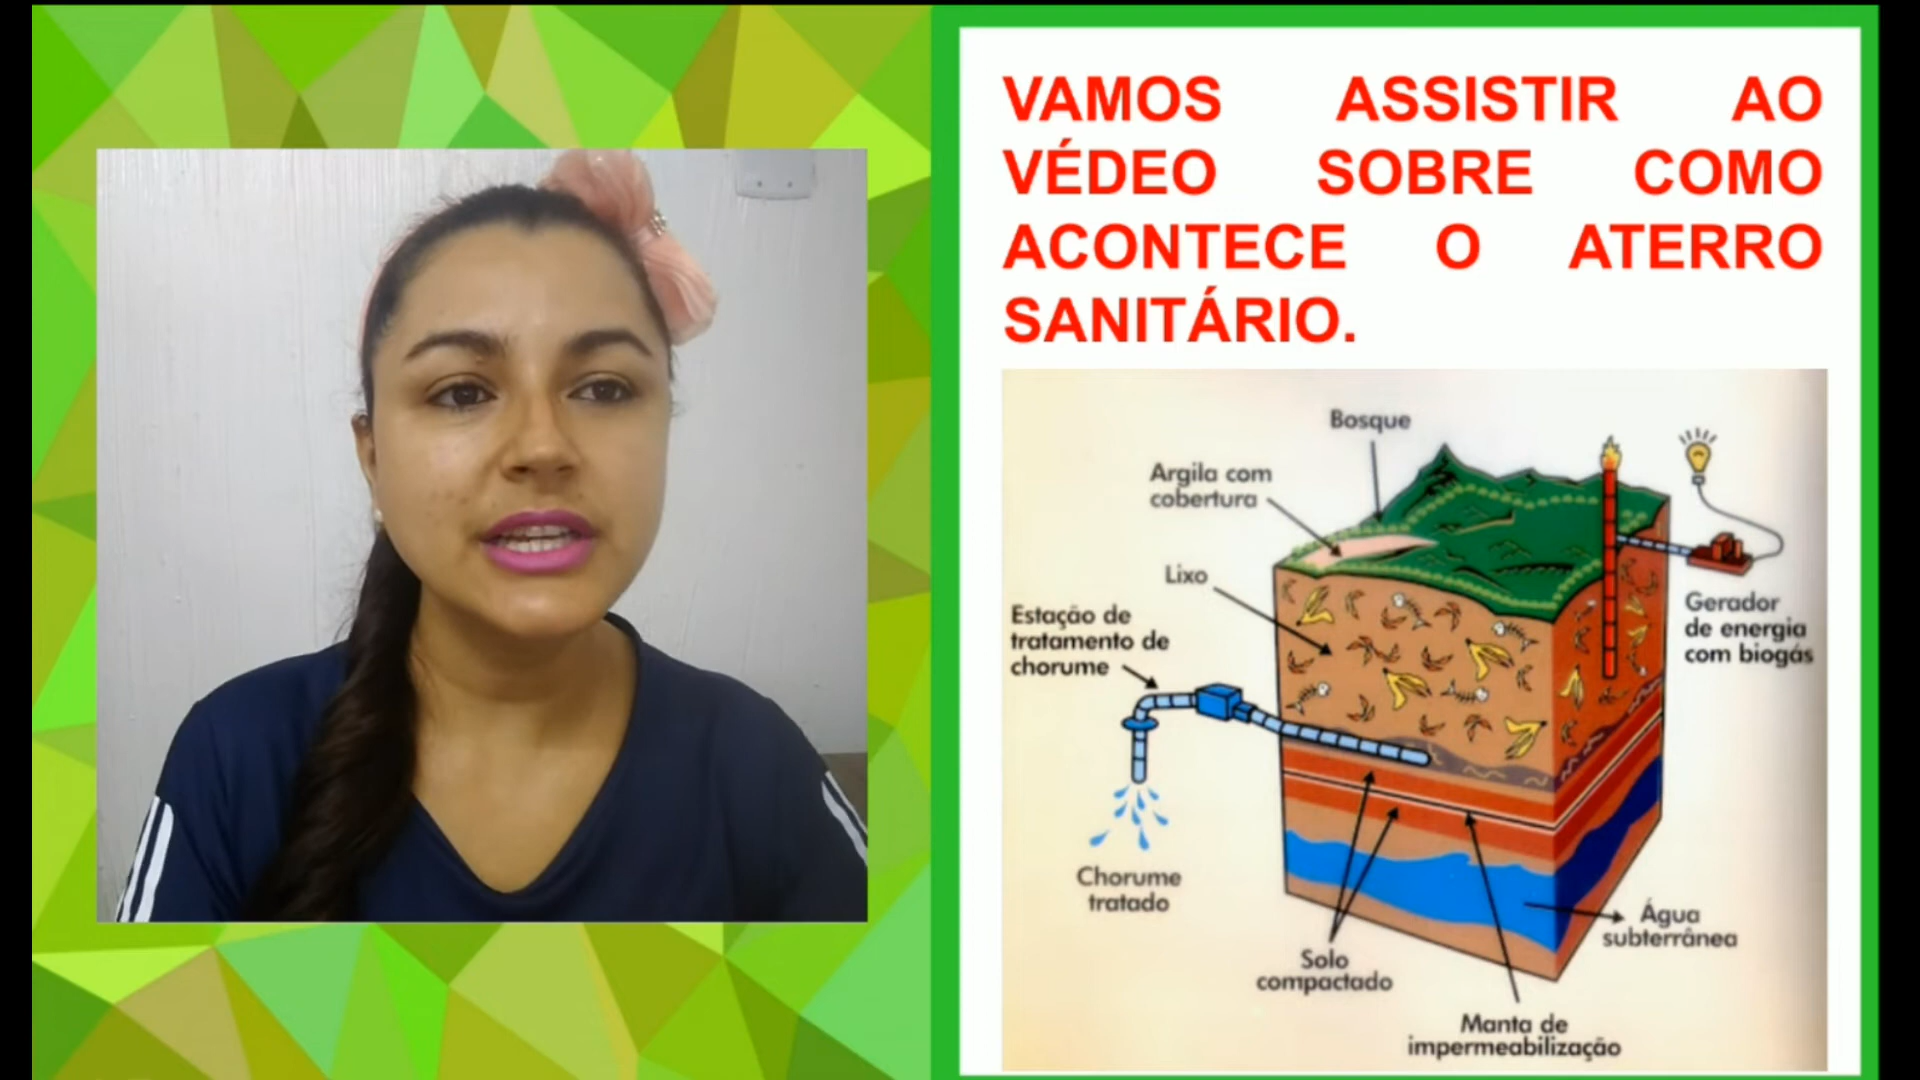 VAMOS ASSISTIR AO
VÉDEO SOBRE COMO
ACONTECE O ATERRO
SANITÁRIO.
Bosque
Argila com
cobertura
Lixo
Estação de
tratamento de
chorume
Gerador
de energia
com biogás
Chorume
tratado
Água
subterrânea
Solo
compactado
Manta de
impermeabilização